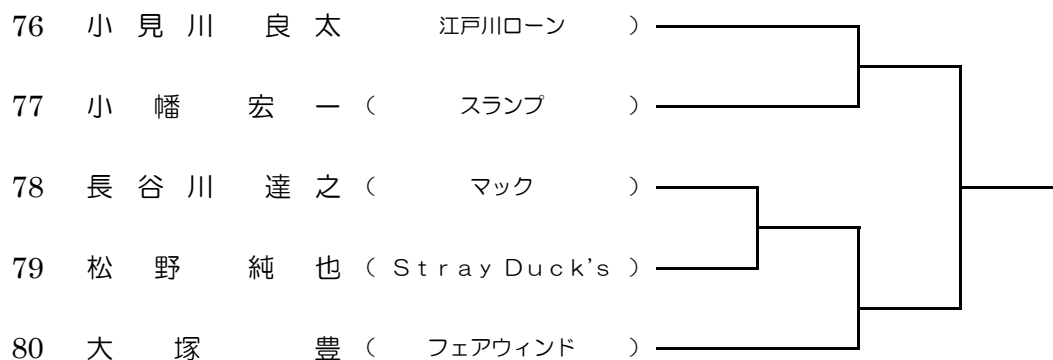 76 小見川 良太 江戸川ローン ）
77 小幡 宏一 （ スランプ ）
78 長谷川 達之 （ マック ）
79 松野 純也 （ Stray Duck's ）
80 大塚 豊 （ フェアウィンド ）